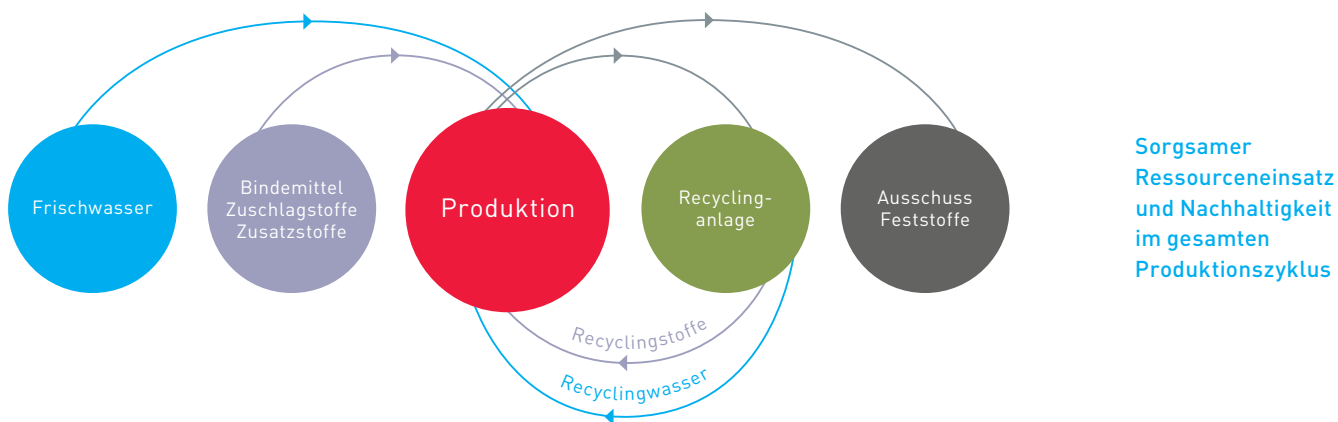 Frischwasser
Bindemittel
Zuschlagstoffe
Zusatzstoffe
Produktion
Recycling-
anlage
Ausschuss
Feststoffe
Recyclingstoffe
Recyclingwasser
Sorgsamer
Ressourceneinsatz
und Nachhaltigkeit
im gesamten
Produktionszyklus